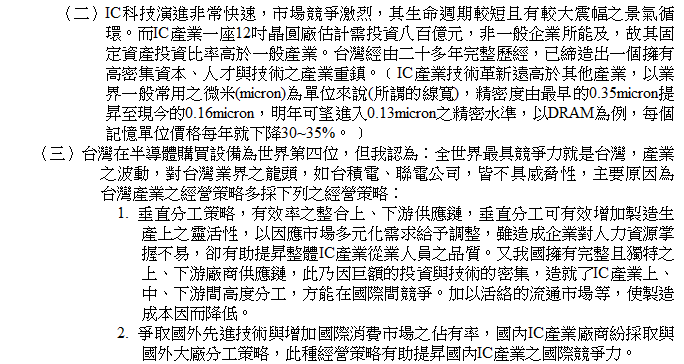 （二）IC科技演進非常快速，市場競爭激烈，其生命週期較短且有較大震幅之景氣循
環。而IC產業一座12吋晶圓廠估計需投資八百億元，非一般企業所能及，故其固
定資產投資比率高於一般產業。台灣經由二十多年完整歷經，已締造出一個擁有
高密集資本、人才與技術之產業重鎮。﹝IC產業技術革新遠高於其他產業，以業
界一般常用之微米(micron)為單位來說(所謂的線寬)，精密度由最早的0.35micron提
昇至現今的0.16micron，明年可望進入0.13micron之精密水準，以DRAM為例，每個
記憶單位價格每年就下降30~35%。﹞
（三）台灣在半導體購買設備為世界第四位，但我認為：全世界最具競爭力就是台灣，產業
之波動，對台灣業界之龍頭，如台積電、聯電公司，皆不具威脅性，主要原因為
台灣產業之經營策略多採下列之經營策略：
1. 垂直分工策略，有效率之整合上、下游供應鏈，垂直分工可有效增加製造生
產上之靈活性，以因應市場多元化需求給予調整，雖造成企業對人力資源掌
握不易，卻有助提昇整體IC產業從業人員之品質。又我國擁有完整且獨特之
上、下游廠商供應鏈，此乃因巨額的投資與技術的密集，造就了IC產業上、
中、下游間高度分工，方能在國際間競爭。加以活絡的流通市場等，使製造
成本因而降低。
2. 爭取國外先進技術與增加國際消費市場之佔有率，國內IC產業廠商紛採取與
國外大廠分工策略，此種經營策略有助提昇國內IC產業之國際競爭力。